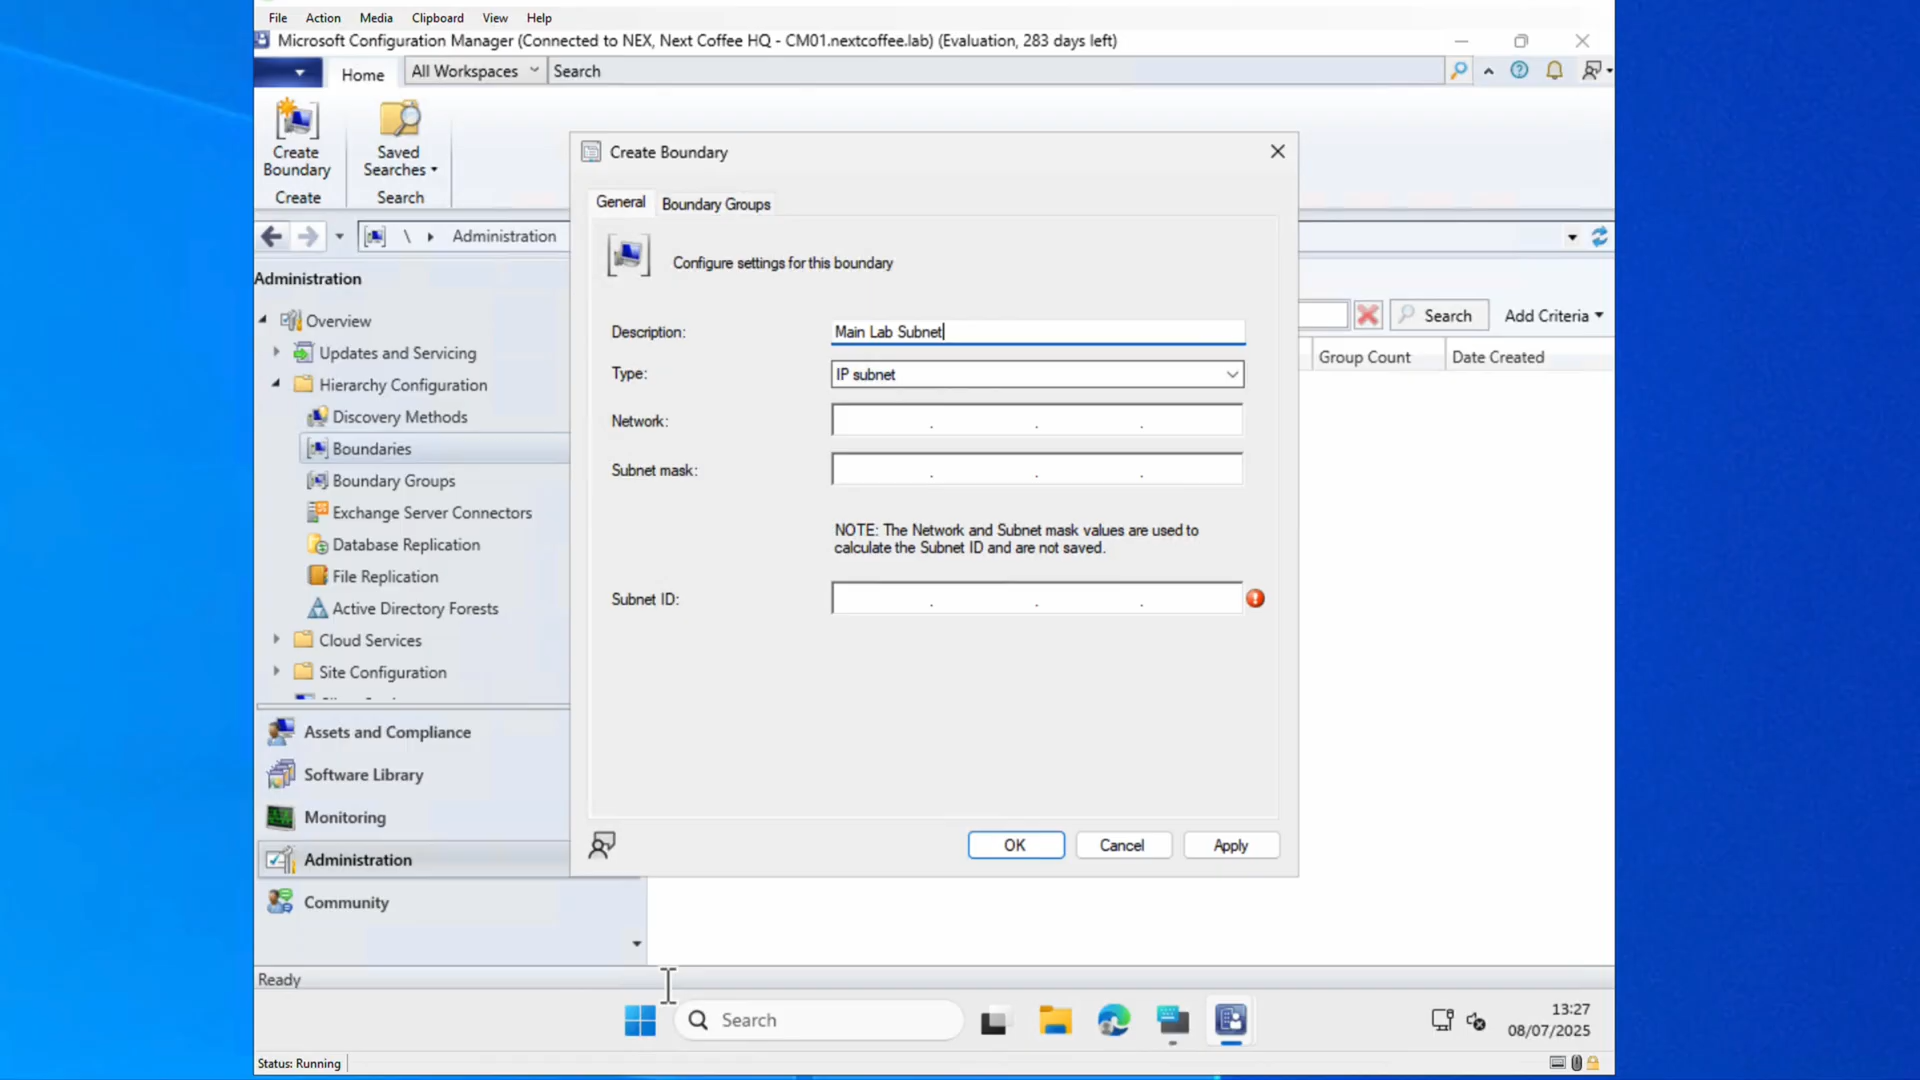 File Action Media Clipboard View Help
Microsoft Configuration Manager (Connected to NEX, Next Coffee HQ - CM01.nextcoffee.lab) (Evaluation, 283 days left)
Home All Workspaces Search
Create Boundary
Saved Searches
Create Search
\ Administration
Administration
Overview
Updates and Servicing
Hierarchy Configuration
Discovery Methods
Boundaries
Boundary Groups
Exchange Server Connectors
Database Replication
File Replication
Active Directory Forests
Cloud Services
Site Configuration
Assets and Compliance
Software Library
Monitoring
Administration
Community
Create Boundary
General Boundary Groups
Configure settings for this boundary
Description: Main Lab Subnet
Type: IP subnet
Network: . . .
Subnet mask: . . .
NOTE: The Network and Subnet mask values are used to
calculate the Subnet ID and are not saved.
Subnet ID: . . .
OK Cancel Apply
Search Add Criteria
Group Count Date Created
Ready
Search
13:27
08/07/2025
Status: Running